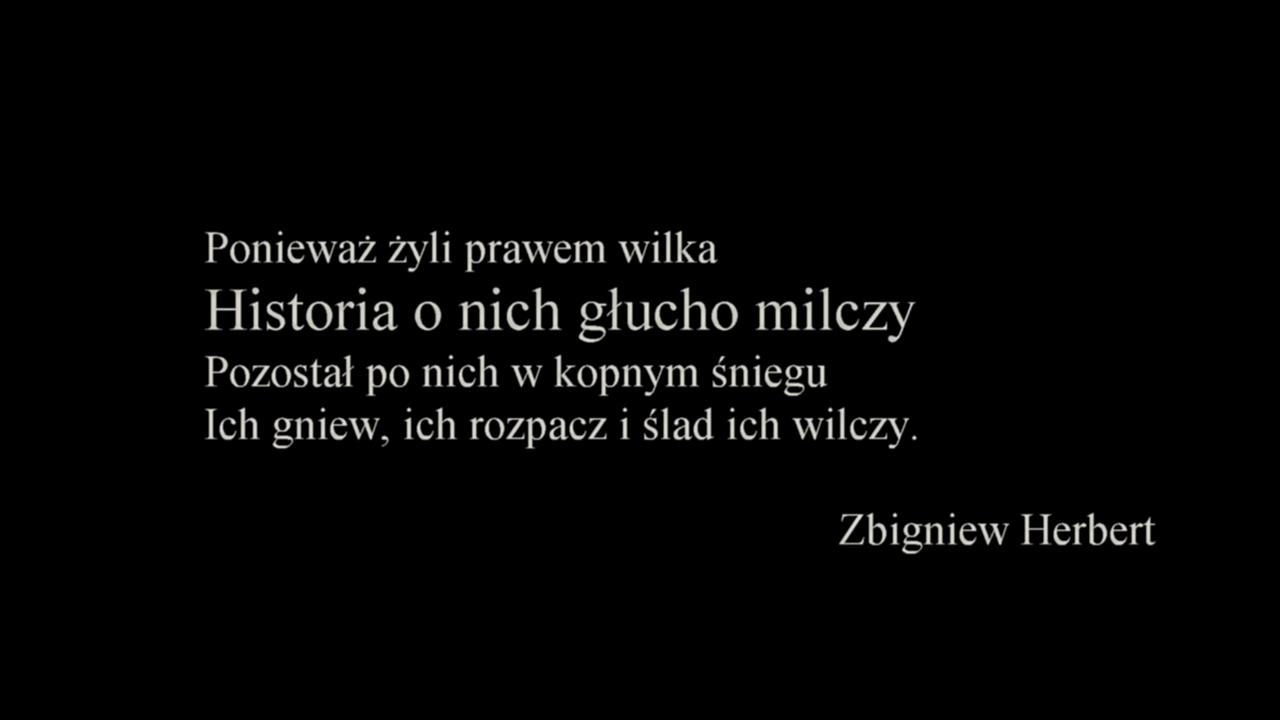 Ponieważ żyli prawem wilka
Historia o nich głucho milczy
Pozostał po nich w kopnym śniegu
Ich gniew, ich rozpacz i ślad ich wilczy.
Zbigniew Herbert